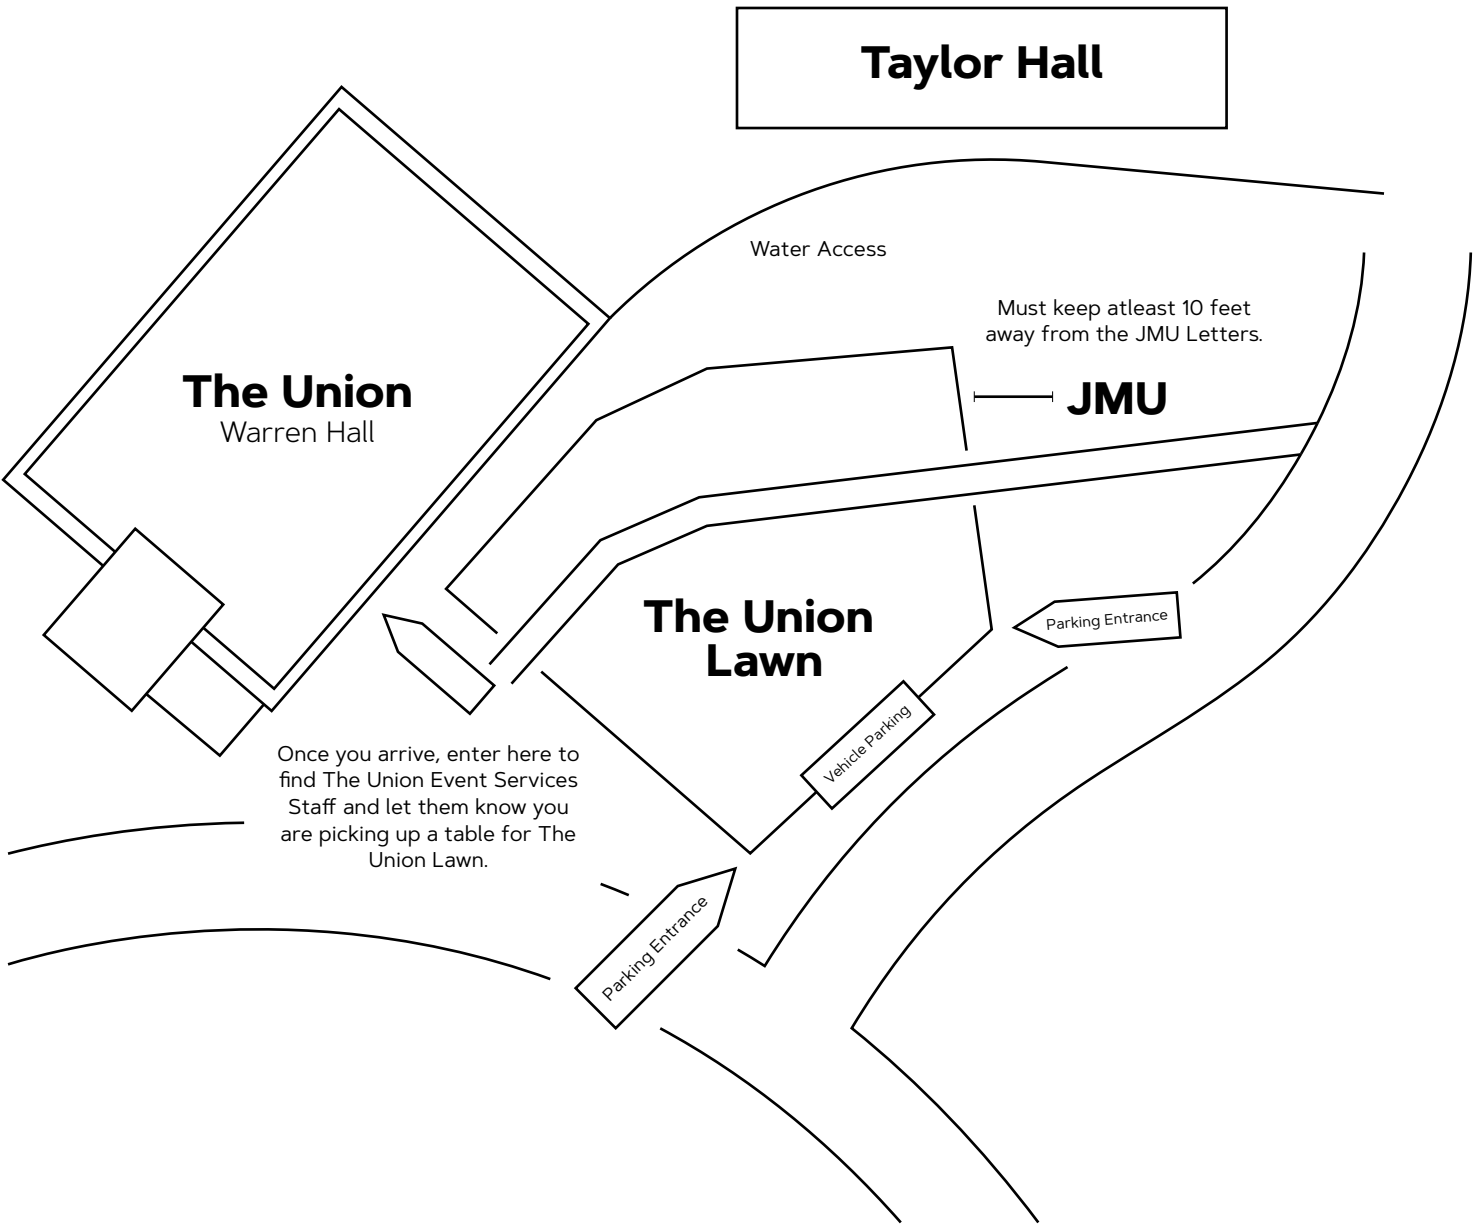 Taylor Hall
Water Access
Must keep atleast 10 feet
away from the JMU Letters.
JMU
The Union
Warren Hall
The Union
Lawn
Parking Entrance
Vehicle Parking
Once you arrive, enter here to
find The Union Event Services
Staff and let them know you
are picking up a table for The
Union Lawn.
Parking Entrance